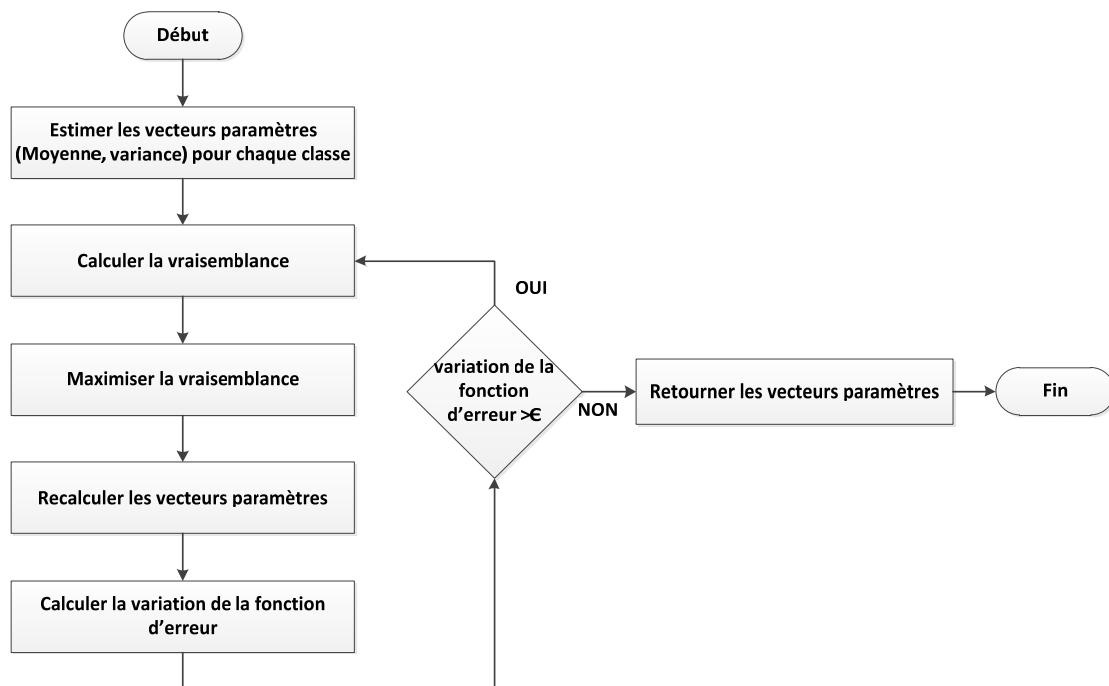 Début
Estimer les vecteurs paramètres
(Moyenne, variance) pour chaque classe
Calculer la vraisemblance
Maximiser la vraisemblance
Recalculer les vecteurs paramètres
Calculer la variation de la fonction
d'erreur
OUI
variation de la
fonction
d'erreur >€
NON
Retourner les vecteurs paramètres
Fin